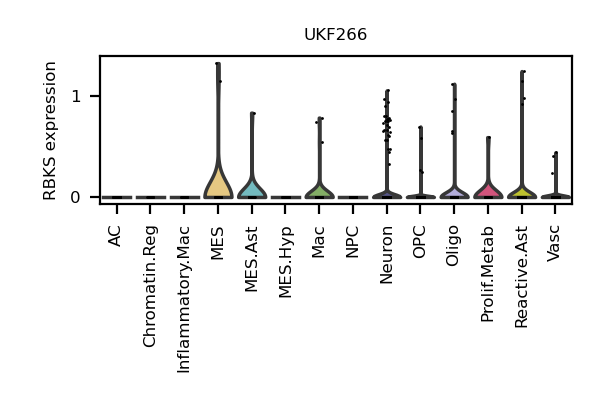 UKF266
RBKS expression
1
0
AC
Chromatin.Reg
Inflammatory.Mac
MES
MES.Ast
MES.Hyp
Mac
NPC
Neuron
OPC
Oligo
Prolif.Metab
Reactive.Ast
Vasc